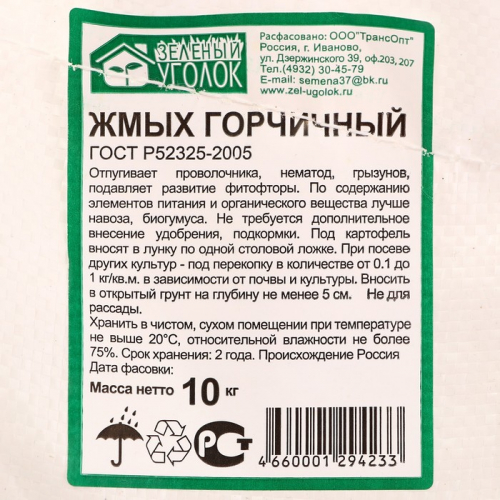 ЗЕЛЕНЫЙ
УГОЛОК
Расфасовано: ООО"ТрансОпт"
Россия, г. Иваново,
ул. Дзержинского 39, оф.203, 207
Тел.(4932) 30-45-79
E-mail: semena37@bk.ru
www.zel-ugolok.ru
ЖМЫХ ГОРЧИЧНЫЙ
ГОСТ Р52325-2005
Отпугивает проволочника, нематод, грызунов,
подавляет развитие фитофторы. По содержанию
элементов питания и органического вещества лучше
навоза, биогумуса. Не требуется дополнительное
внесение удобрения, подкормки. Под картофель
вносят в лунку по одной столовой ложке. При посеве
других культур - под перекопку в количестве от 0.1 до
1 кг/кв.м. в зависимости от почвы и культуры. Вносить
в открытый грунт на глубину не менее 5 см. Не для
рассады.
Хранить в чистом, сухом помещении при температуре
не выше 20°С, относительной влажности не более
75%. Срок хранения: 2 года. Происхождение Россия
Дата фасовки:
Масса нетто 10 кг
РСТ
4 660001 294233